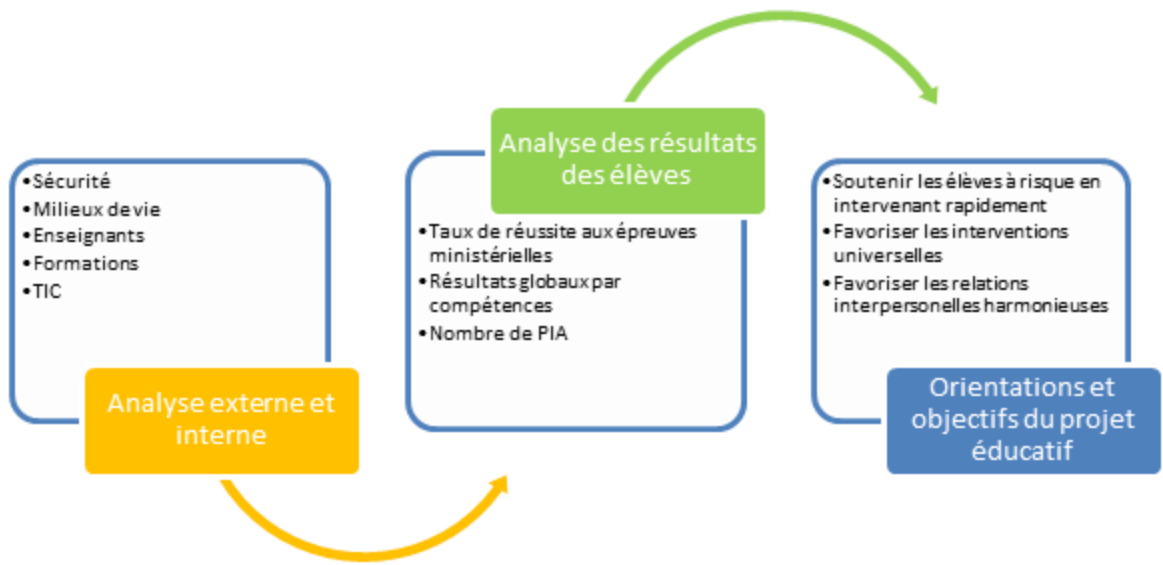 •Sécurité
•Milieux de vie
•Enseignants
•Formations
•TIC
Analyse externe et
interne
Analyse des résultats
des élèves
•Taux de réussite aux épreuves
ministérielles
•Résultats globaux par
compétences
•Nombre de PIA
•Soutenir les élèves à risque en
intervenant rapidement
•Favoriser les interventions
universelles
•Favoriser les relations
interpersonelles harmonieuses
Orientations et
objectifs du projet
éducatif